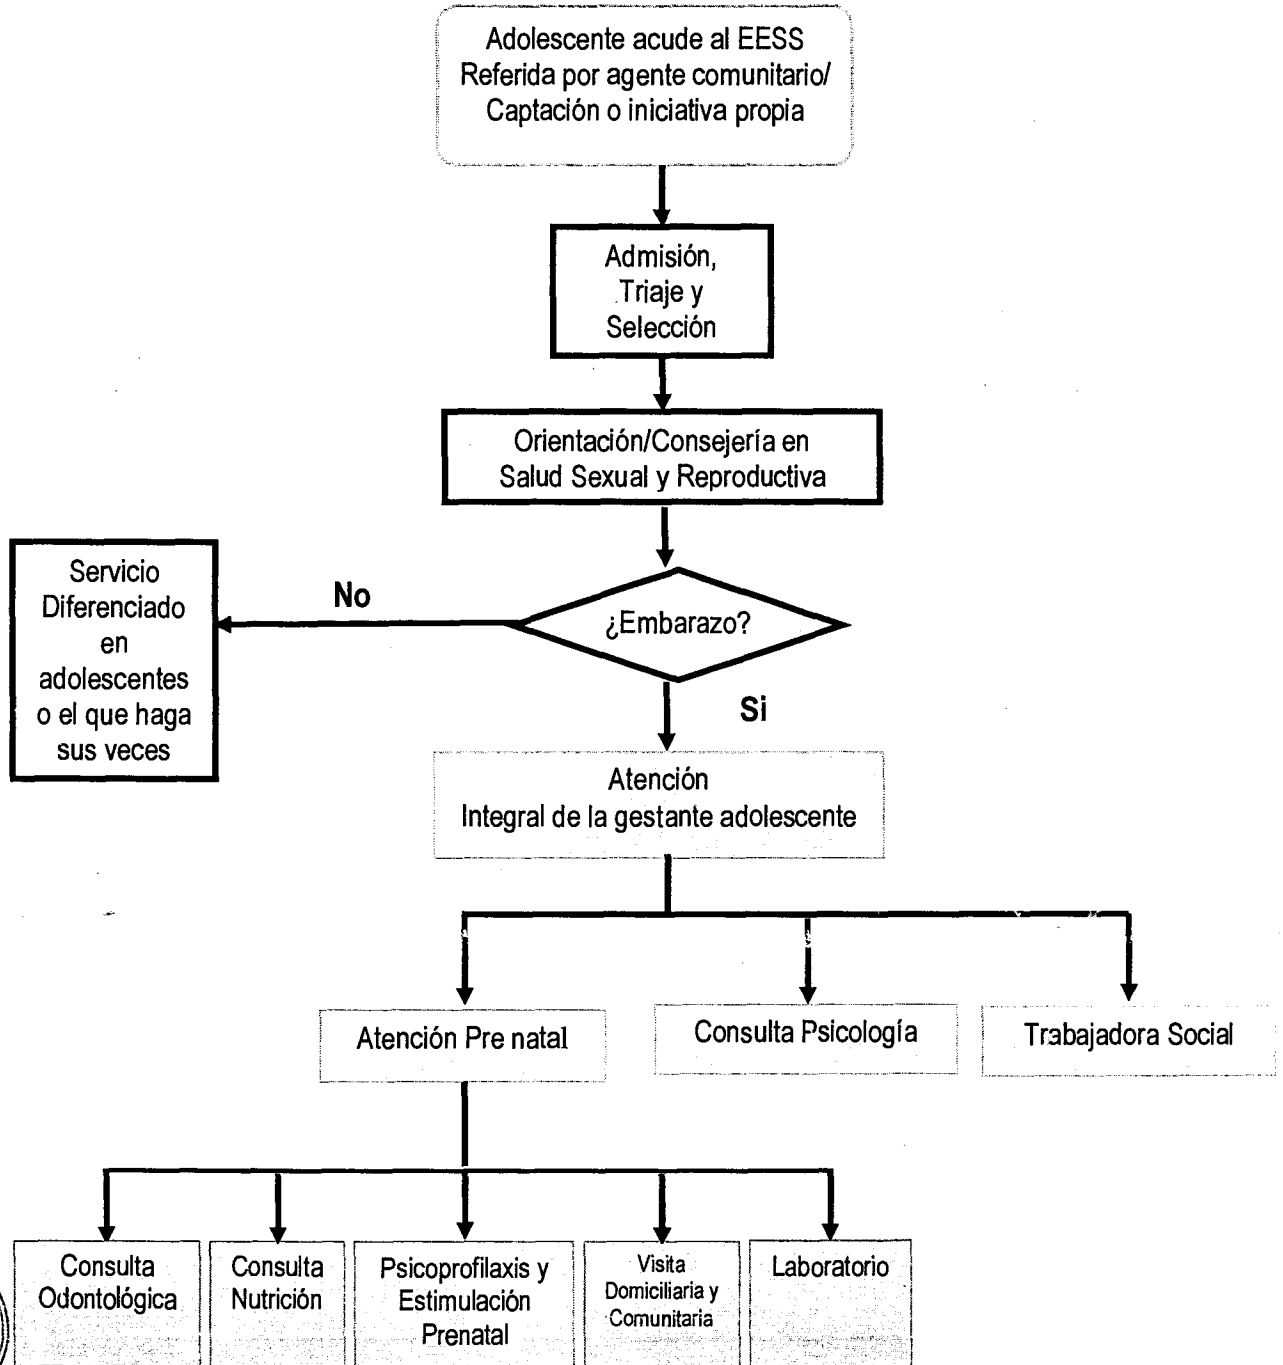 Adolescente acude al EESS
Referida por agente comunitario/
Captación o iniciativa propia
Admisión,
Triaje y
Selección
Orientación/Consejería en
Salud Sexual y Reproductiva
Servicio
Diferenciado
en
adolescentes
o el que haga
sus veces
No
¿Embarazo?
Si
Atención
Integral de la gestante adolescente
Atención Pre natal
Consulta Psicología
Trabajadora Social
Consulta
Odontológica
Consulta
Nutrición
Psicoprofilaxis y
Estimulación
Prenatal
Visita
Domiciliaria y
Comunitaria
Laboratorio